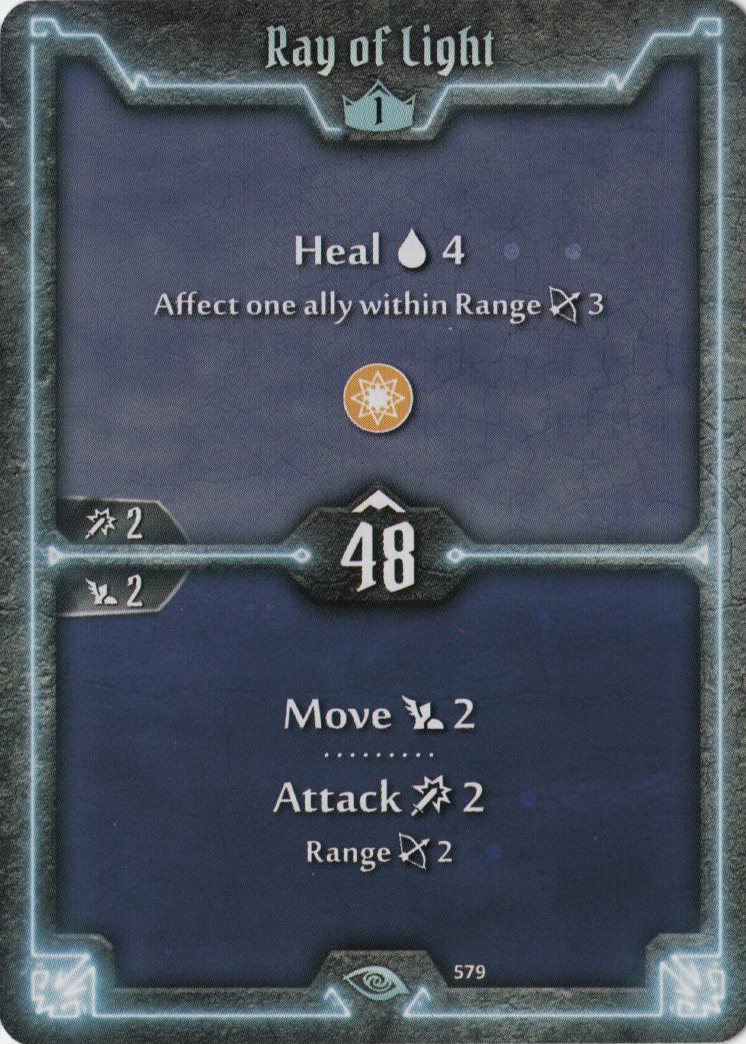 Ray of Light
1
Heal 4
Affect one ally within Range 3
2
48
2
Move 2
Attack 2
Range 2
579